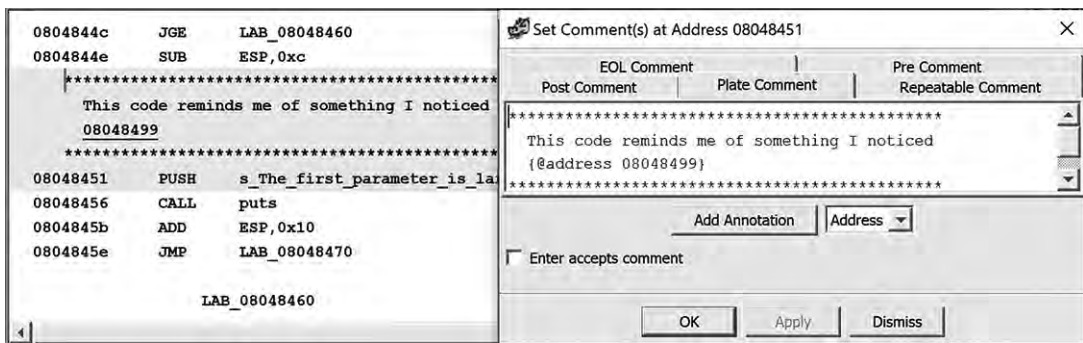 0804844c JGE LAB_08048460
0804844e SUB ESP,0xc
**********************************************
This code reminds me of something I noticed
08048499
**********************************************
08048451 PUSH s_The_first_parameter_is_la
08048456 CALL puts
0804845b ADD ESP,0x10
0804845e JMP LAB_08048470
LAB_08048460
Set Comment(s) at Address 08048451
EOL Comment Pre Comment
Post Comment Plate Comment Repeatable Comment
**********************************************
This code reminds me of something I noticed
{@address 08048499}
**********************************************
Add Annotation Address
Enter accepts comment
OK Apply Dismiss